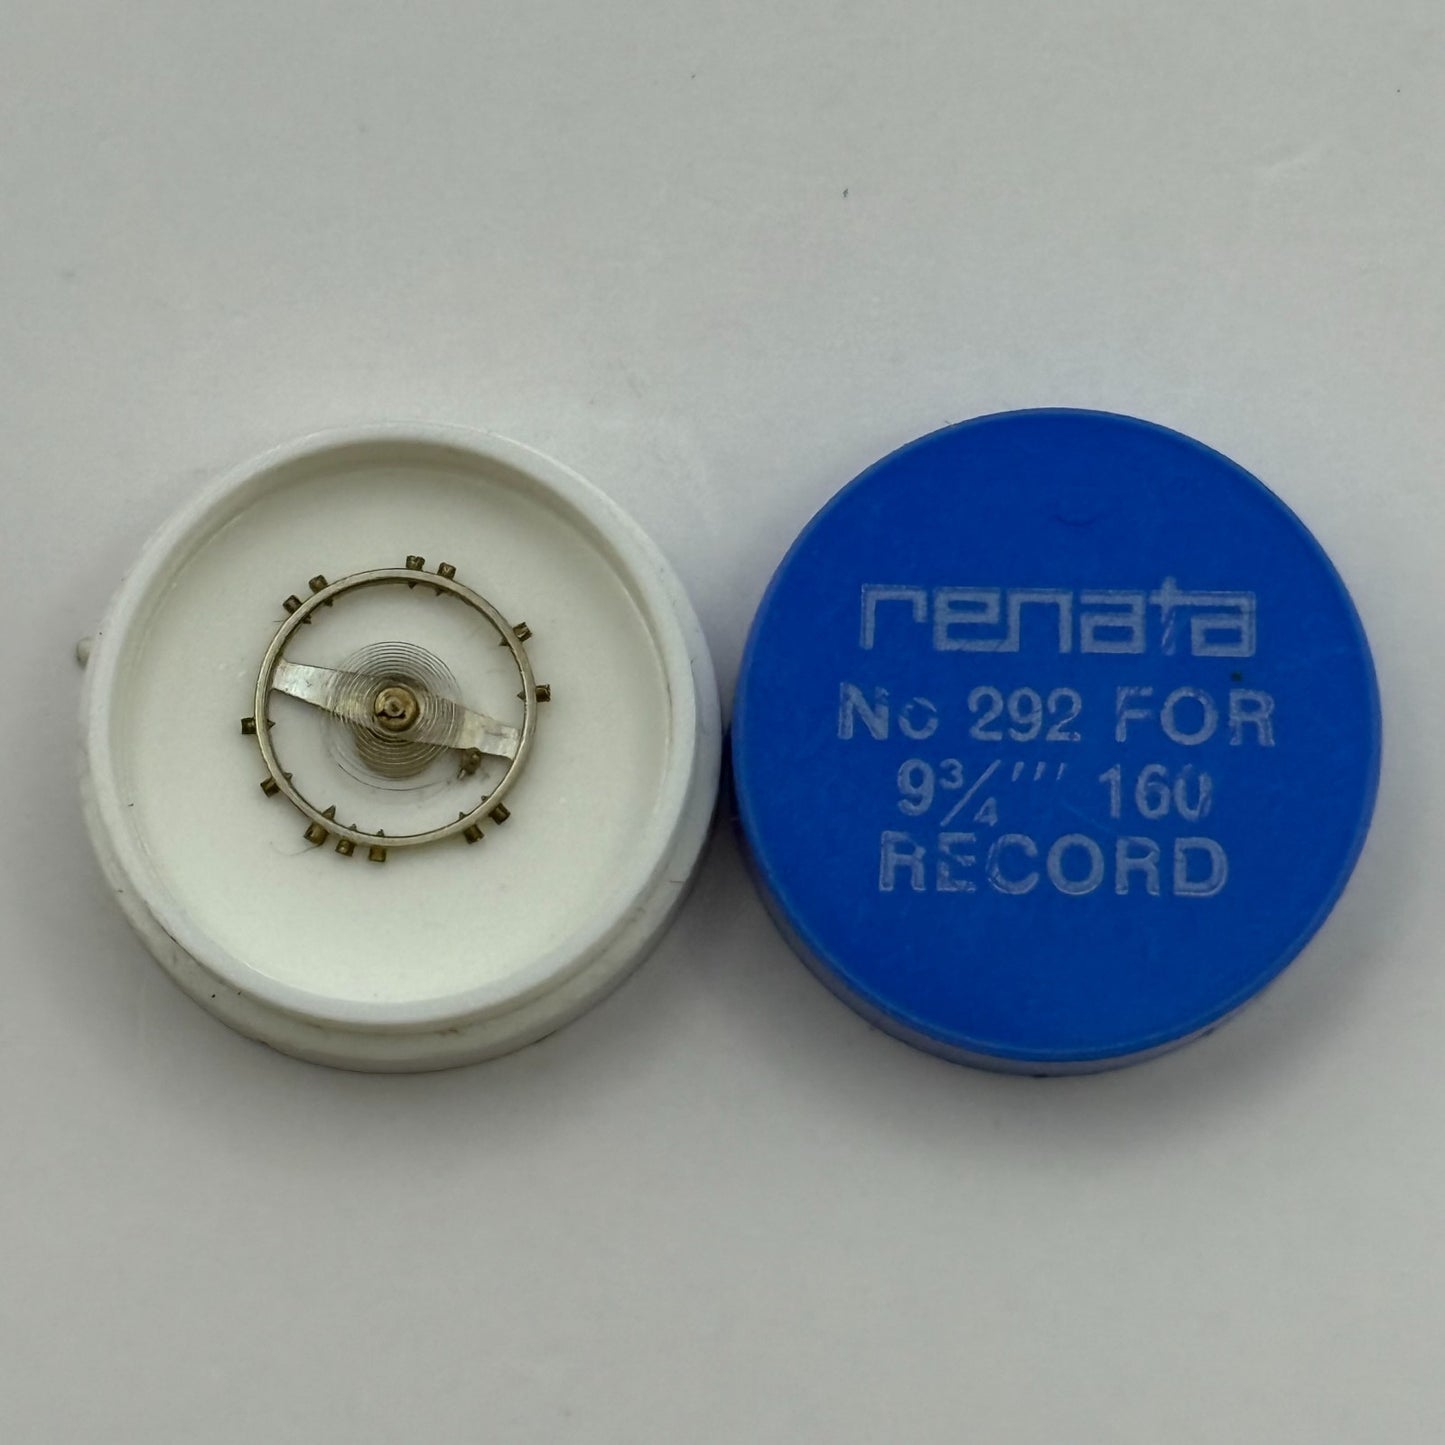 renata
No 292 FOR
9¾''' 160
RECORD